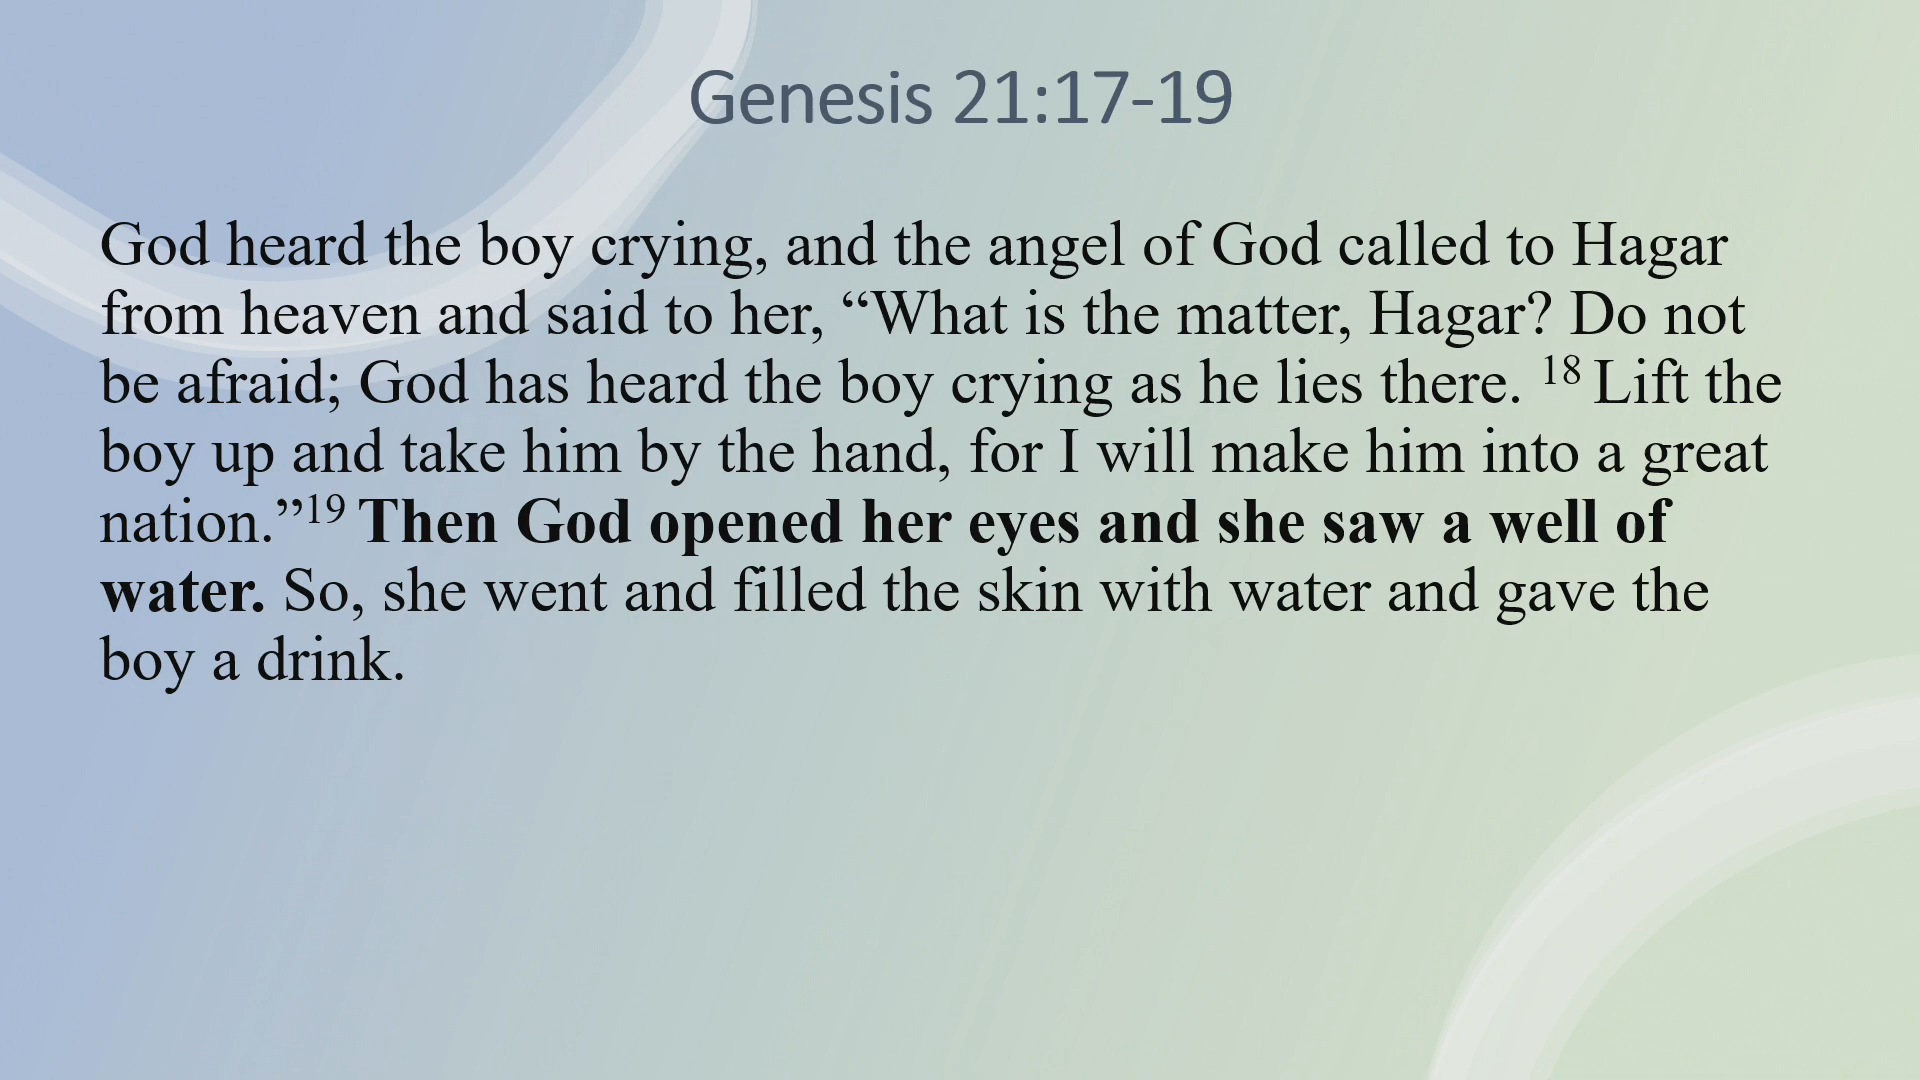 Genesis 21:17-19
God heard the boy crying, and the angel of God called to Hagar
from heaven and said to her, “What is the matter, Hagar? Do not
be afraid; God has heard the boy crying as he lies there. 18 Lift the
boy up and take him by the hand, for I will make him into a great
nation.”19 Then God opened her eyes and she saw a well of
water. So, she went and filled the skin with water and gave the
boy a drink.